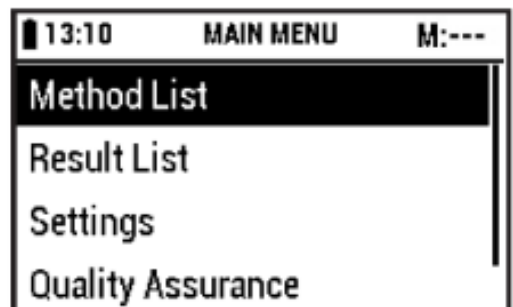 13:10 MAIN MENU M:---
Method List
Result List
Settings
Quality Assurance